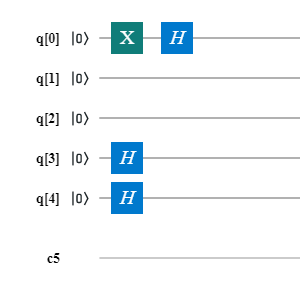 q[0] |0⟩ X H
q[1] |0⟩
q[2] |0⟩
q[3] |0⟩ H
q[4] |0⟩ H
c5